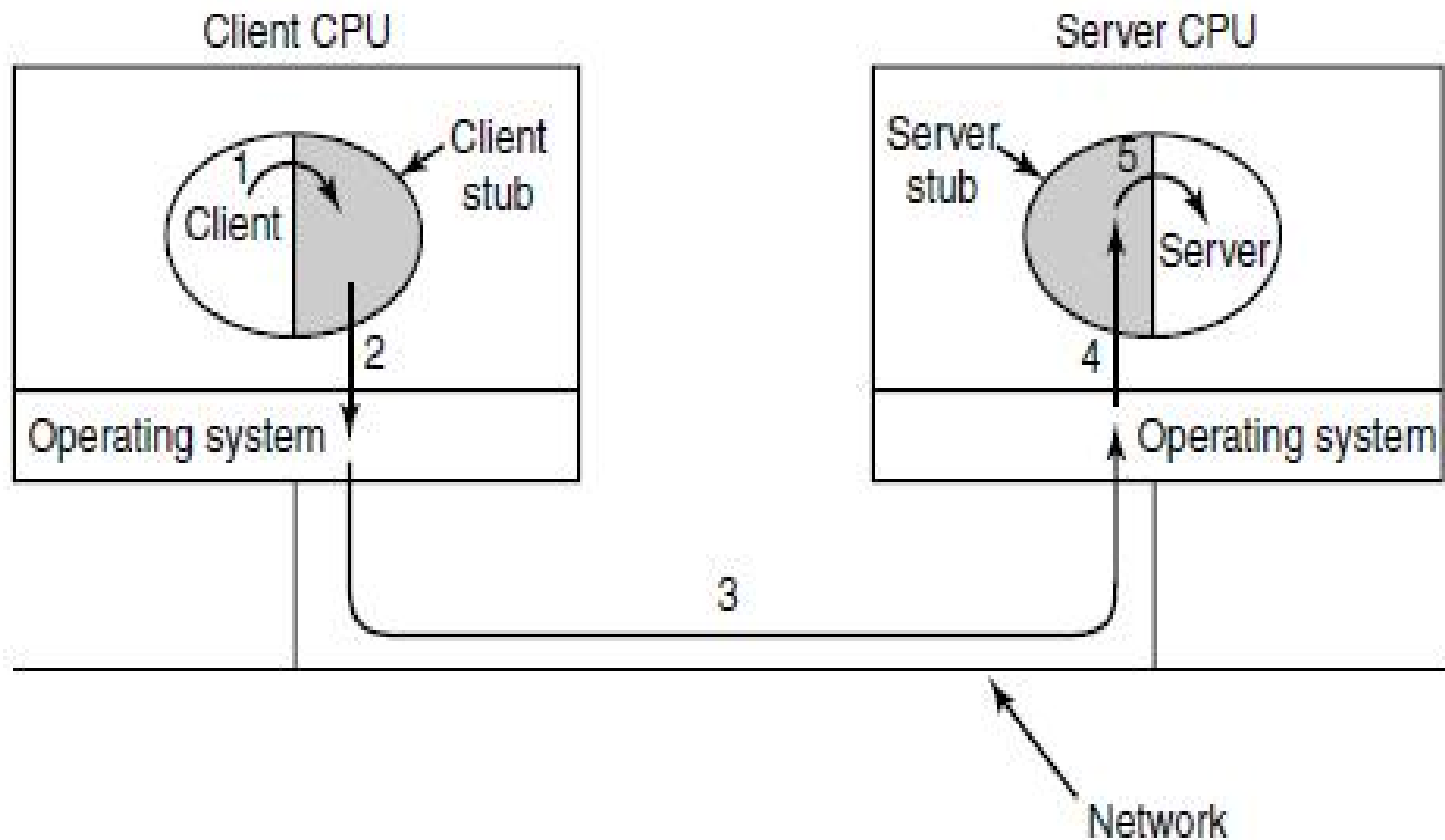 Client CPU
Server CPU
Client
stub
Server
stub
1
Client
5
Server
2
4
Operating system
Operating system
3
Network